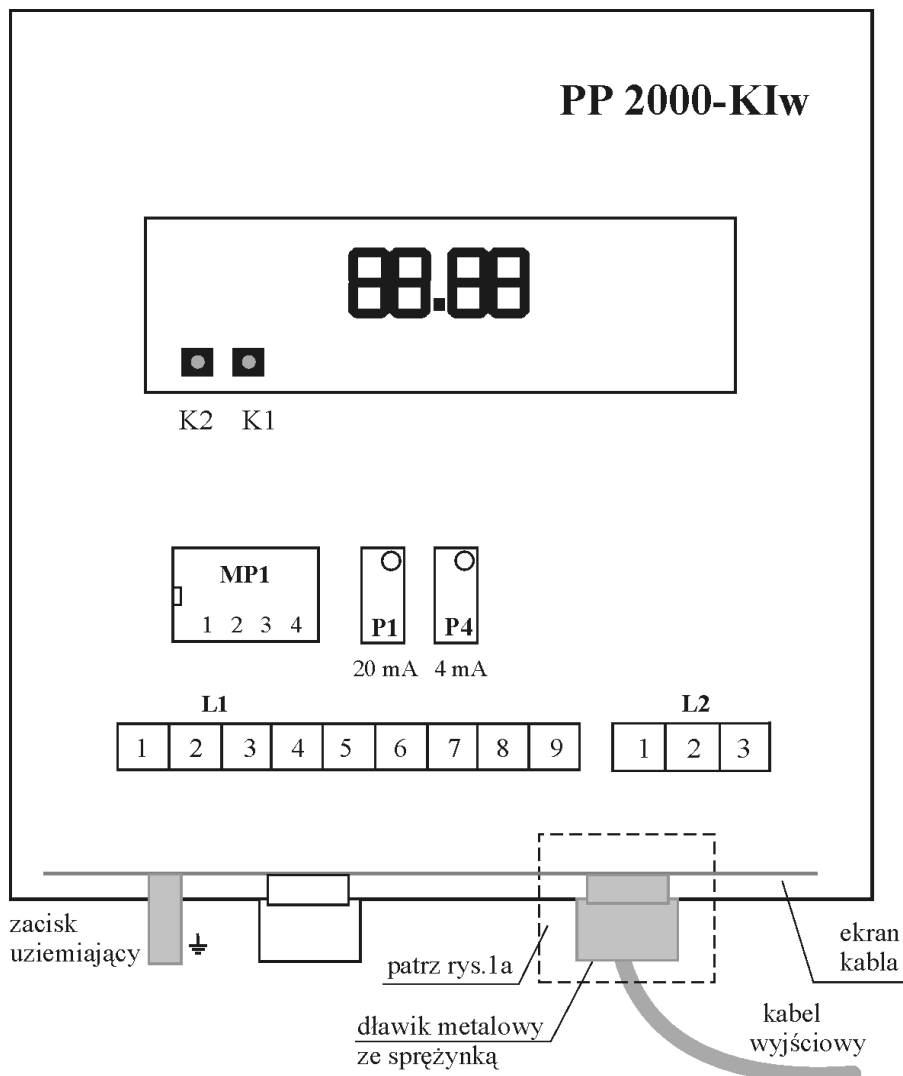 PP 2000-KIw
88.88
K2 K1
MP1
1 2 3 4
P1
P4
20 mA 4 mA
L1
L2
1 2 3 4 5 6 7 8 9
1 2 3
zacisk
uziemiający
patrz rys.1a
ekran
kabla
dławik metalowy
ze sprężynką
kabel
wyjściowy